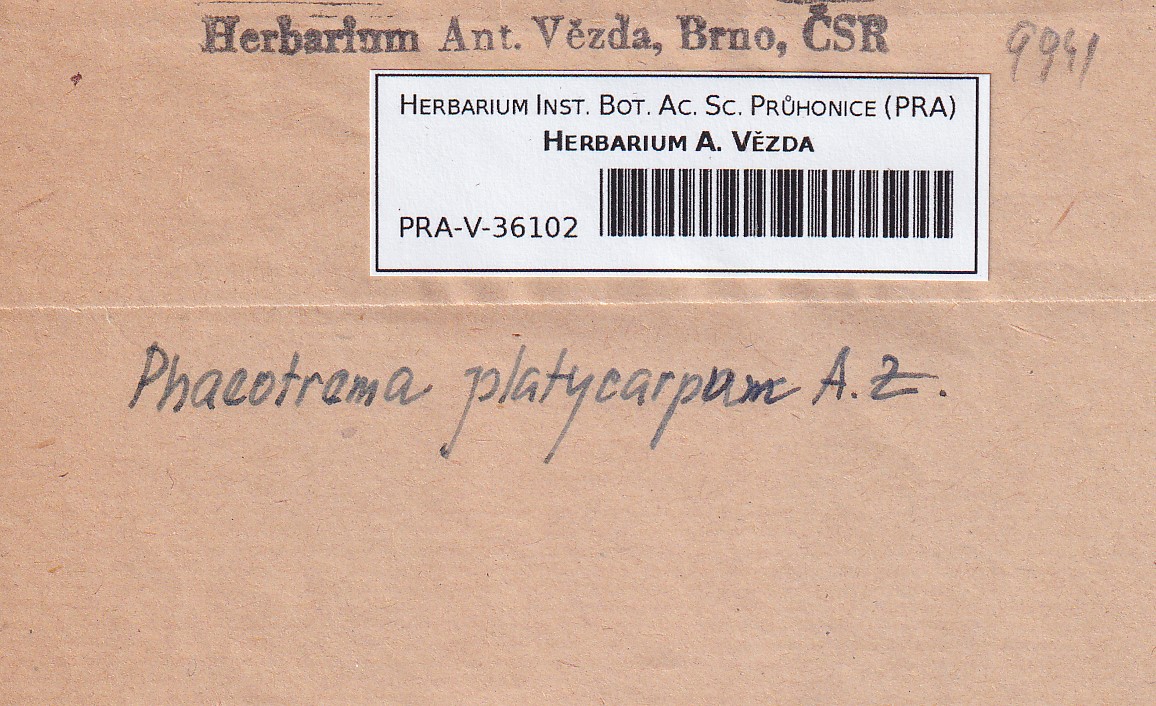 Herbarium Ant. Vězda, Brno, ČSR
9941
HERBARIUM INST. BOT. AC. SC. PRŮHONICE (PRA)
HERBARIUM A. VĚZDA
PRA-V-36102
Phaeotrema platycarpum A.Z.